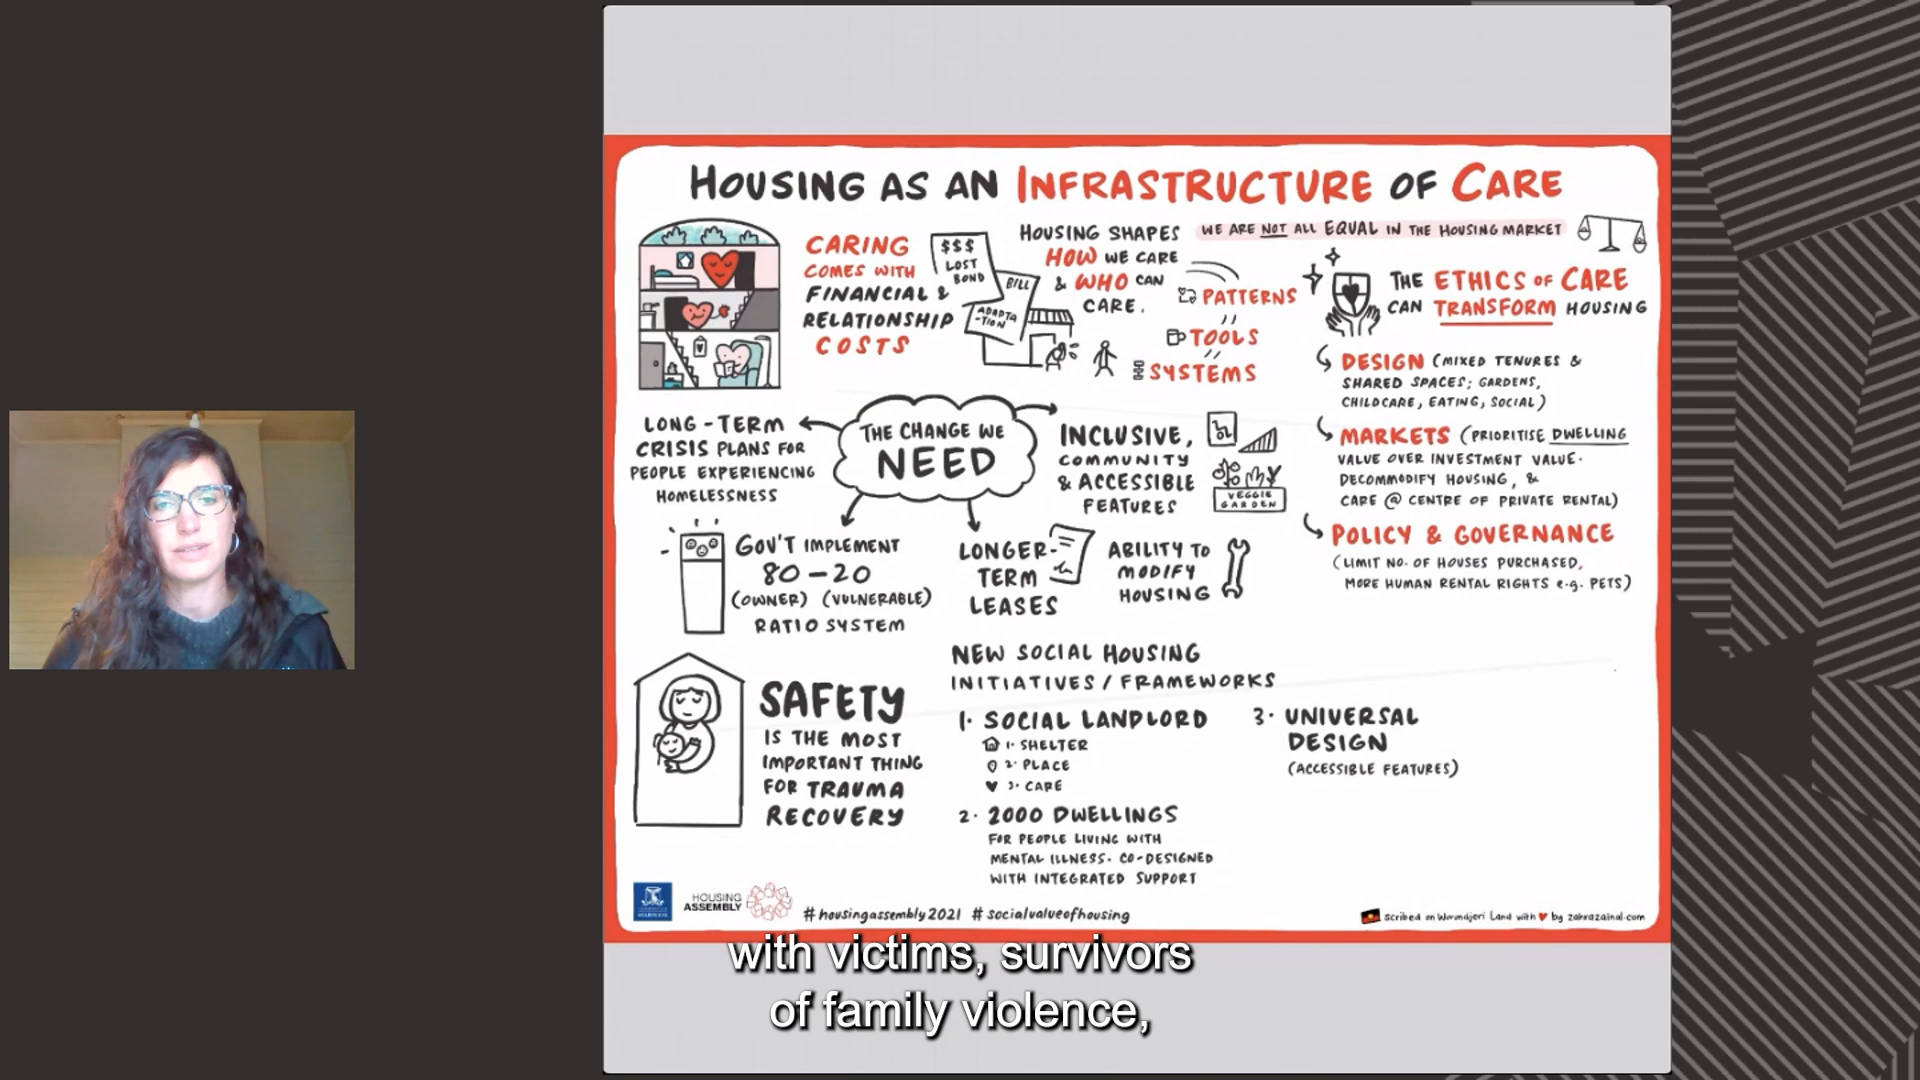 HOUSING AS AN INFRASTRUCTURE OF CARE
CARING
COMES WITH
FINANCIAL &
RELATIONSHIP
COSTS
$$$
LOST
BOND
BILL
ADAPTA
-TION
HOUSING SHAPES
HOW WE CARE
& WHO CAN
CARE.
PATTERNS
TOOLS
SYSTEMS
WE ARE NOT ALL EQUAL IN THE HOUSING MARKET
THE ETHICS OF CARE
CAN TRANSFORM HOUSING
DESIGN (MIXED TENURES &
SHARED SPACES; GARDENS,
CHILDCARE, EATING, SOCIAL)
MARKETS (PRIORITISE DWELLING
VALUE OVER INVESTMENT VALUE.
DECOMMODIFY HOUSING, &
CARE @ CENTRE OF PRIVATE RENTAL)
POLICY & GOVERNANCE
(LIMIT NO. OF HOUSES PURCHASED,
MORE HUMAN RENTAL RIGHTS e.g. PETS)
THE CHANGE WE
NEED
LONG-TERM
CRISIS PLANS FOR
PEOPLE EXPERIENCING
HOMELESSNESS
INCLUSIVE,
COMMUNITY
& ACCESSIBLE
FEATURES
VEGGIE
GARDEN
GOV'T IMPLEMENT
80-20
(OWNER) (VULNERABLE)
RATIO SYSTEM
LONGER-
TERM
LEASES
ABILITY TO
MODIFY
HOUSING
SAFETY
IS THE MOST
IMPORTANT THING
FOR TRAUMA
RECOVERY
NEW SOCIAL HOUSING
INITIATIVES / FRAMEWORKS
1. SOCIAL LANDLORD
1. SHELTER
2. PLACE
3. CARE
2. 2000 DWELLINGS
FOR PEOPLE LIVING WITH
MENTAL ILLNESS. CO-DESIGNED
WITH INTEGRATED SUPPORT
3. UNIVERSAL
DESIGN
(ACCESSIBLE FEATURES)
HOUSING
ASSEMBLY
#housingassembly2021 #socialvalueofhousing
scribed on Wurundjeri Land with ♥ by zahrazainal.com
with victims, survivors
of family violence,